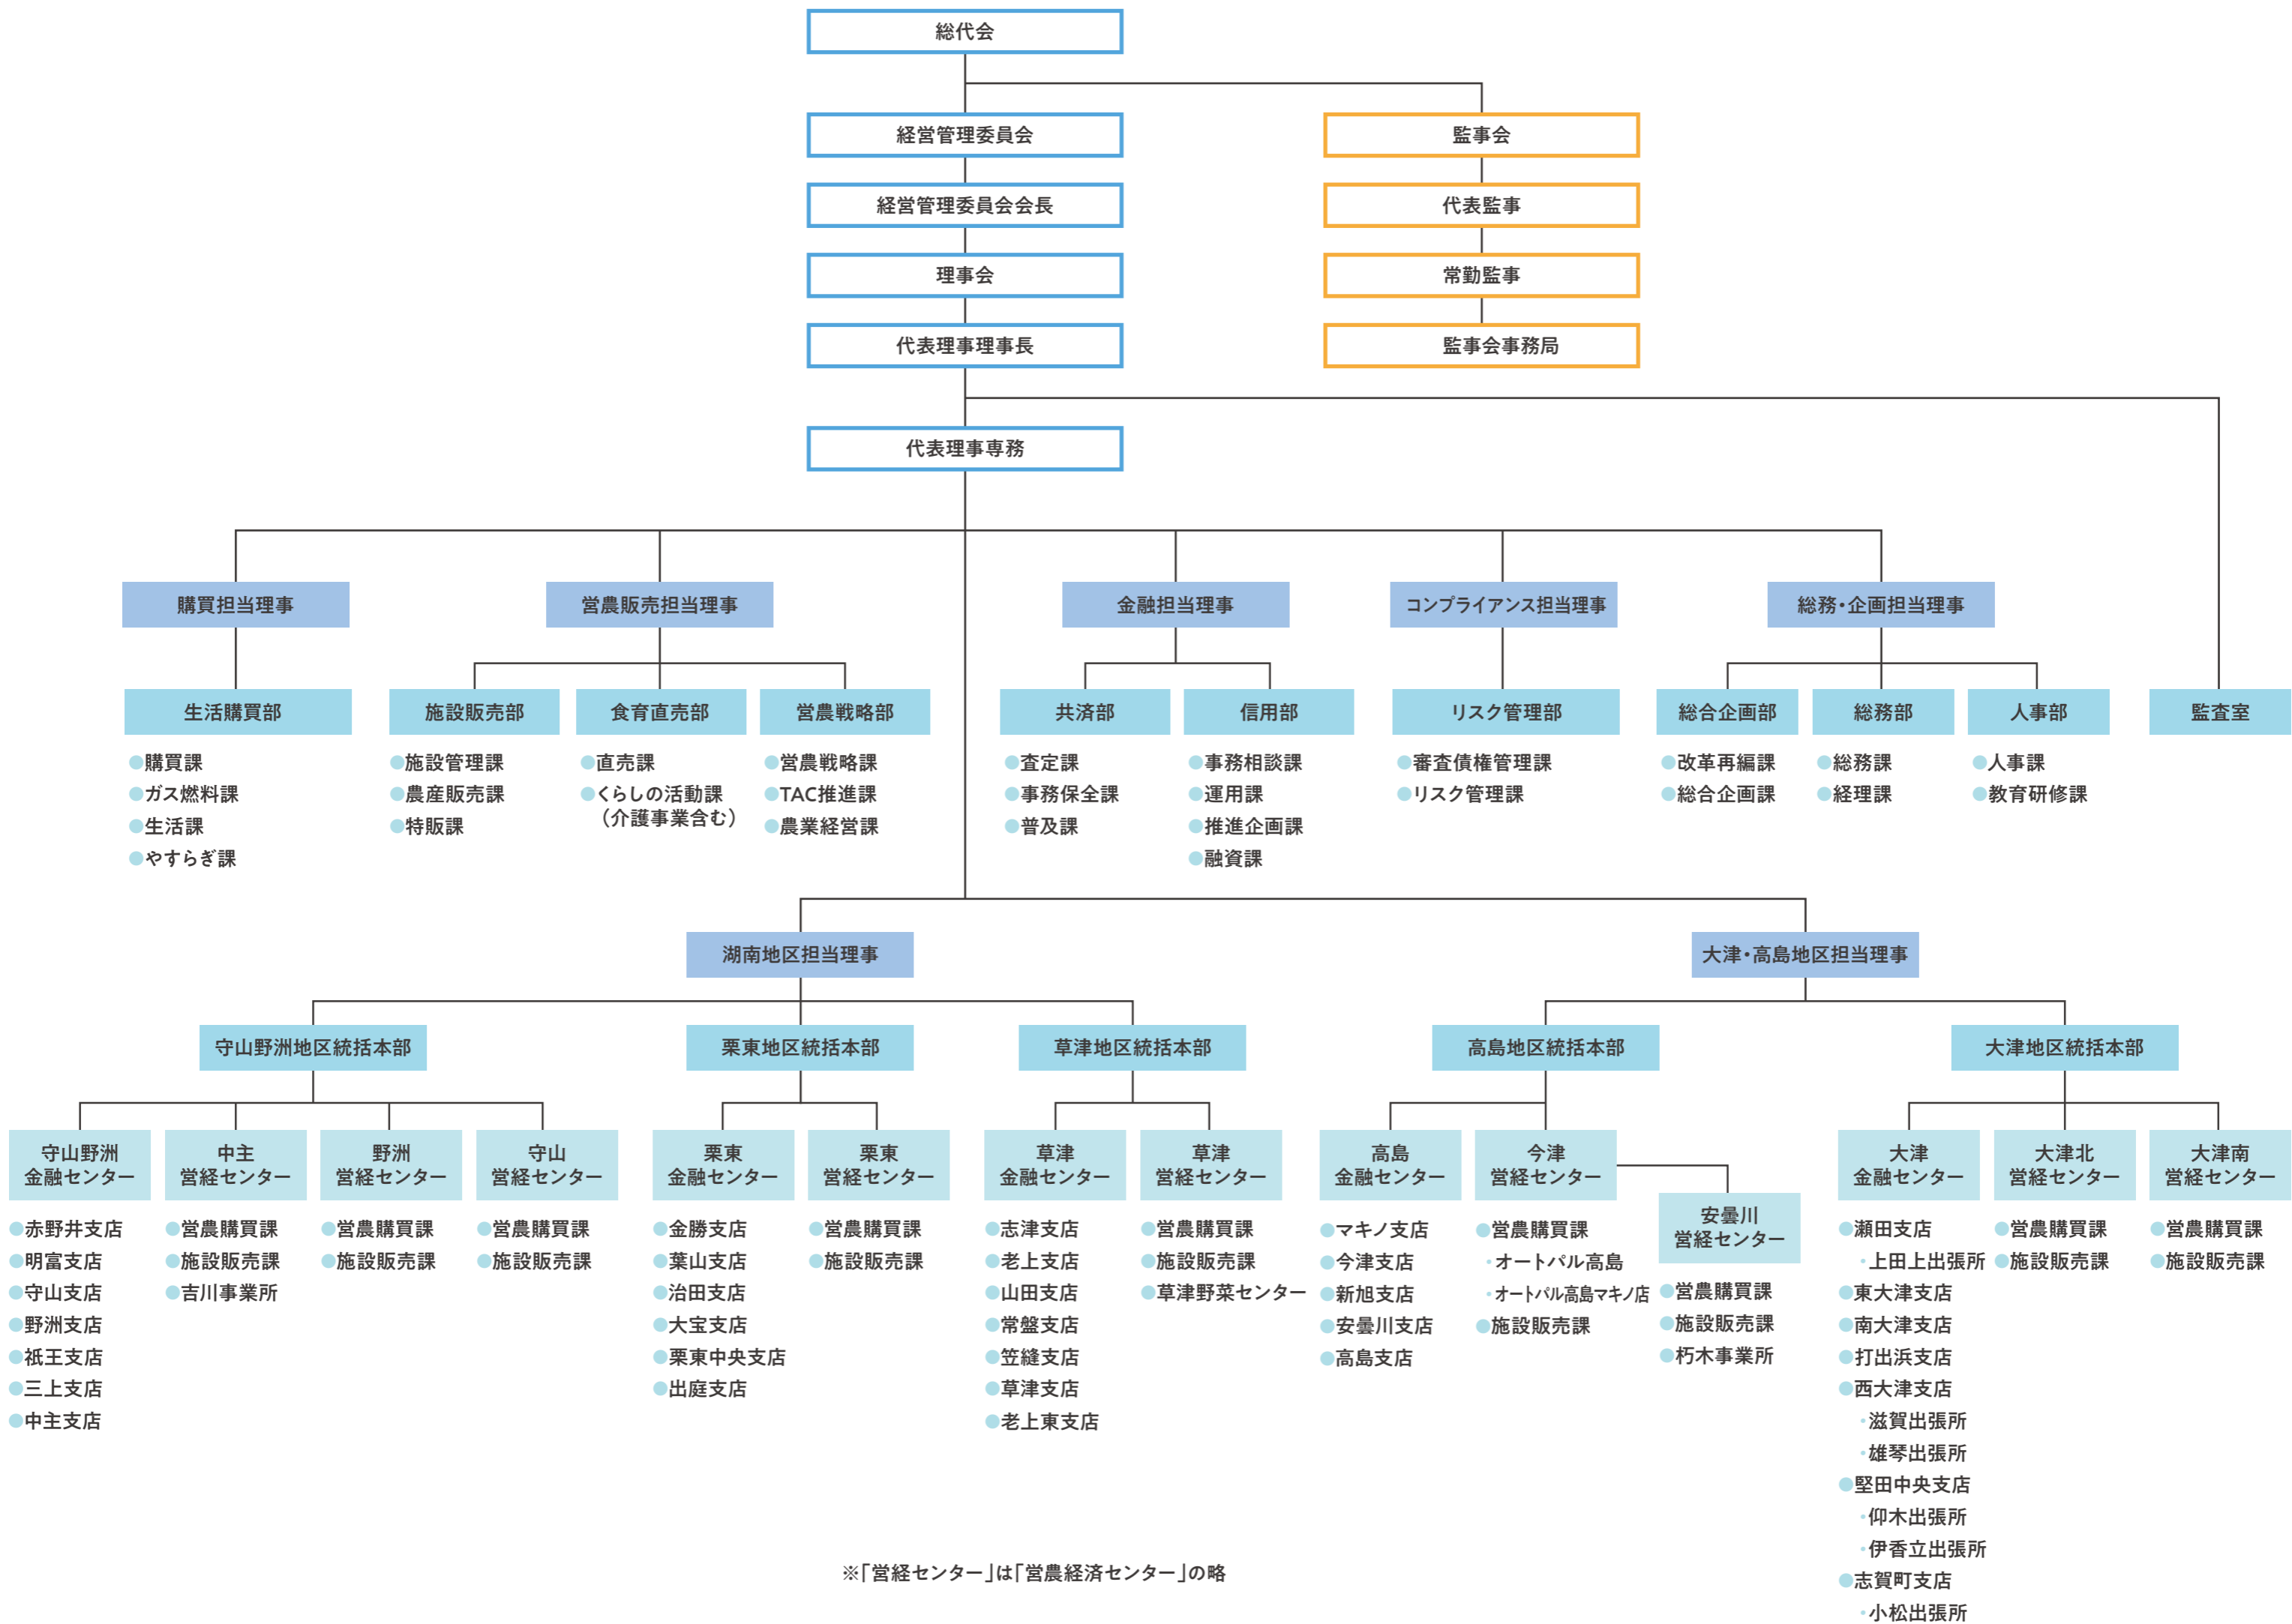 総代会
経営管理委員会
監事会
経営管理委員会会長
代表監事
理事会
常勤監事
代表理事理事長
監事会事務局
代表理事専務
購買担当理事
営農販売担当理事
金融担当理事
コンプライアンス担当理事
総務・企画担当理事
生活購買部
●購買課
●ガス燃料課
●生活課
●やすらぎ課
施設販売部
●施設管理課
●農産販売課
●特販課
食育直売部
●直売課
●くらしの活動課
（介護事業含む）
営農戦略部
●営農戦略課
●TAC推進課
●農業経営課
共済部
●査定課
●事務保全課
●普及課
信用部
●事務相談課
●運用課
●推進企画課
●融資課
リスク管理部
●審査債権管理課
●リスク管理課
総合企画部
●改革再編課
●総合企画課
総務部
●総務課
●経理課
人事部
●人事課
●教育研修課
監査室
湖南地区担当理事
大津・高島地区担当理事
守山野洲地区統括本部
栗東地区統括本部
草津地区統括本部
高島地区統括本部
大津地区統括本部
守山野洲
金融センター
●赤野井支店
●明富支店
●守山支店
●野洲支店
●祇王支店
●三上支店
●中主支店
中主
営経センター
●営農購買課
●施設販売課
●吉川事業所
野洲
営経センター
●営農購買課
●施設販売課
守山
営経センター
●営農購買課
●施設販売課
栗東
金融センター
●金勝支店
●葉山支店
●治田支店
●大宝支店
●栗東中央支店
●出庭支店
栗東
営経センター
●営農購買課
●施設販売課
草津
金融センター
●志津支店
●老上支店
●山田支店
●常盤支店
●笠縫支店
●草津支店
●老上東支店
草津
営経センター
●営農購買課
●施設販売課
●草津野菜センター
高島
金融センター
●マキノ支店
●今津支店
●新旭支店
●安曇川支店
●高島支店
今津
営経センター
●営農購買課
・オートパル高島
・オートパル高島マキノ店
●施設販売課
安曇川
営経センター
●営農購買課
●施設販売課
●朽木事業所
大津
金融センター
●瀬田支店
・上田上出張所
●東大津支店
●南大津支店
●打出浜支店
●西大津支店
・滋賀出張所
・雄琴出張所
●堅田中央支店
・仰木出張所
・伊香立出張所
●志賀町支店
・小松出張所
大津北
営経センター
●営農購買課
●施設販売課
大津南
営経センター
●営農購買課
●施設販売課
※「営経センター」は「営農経済センター」の略